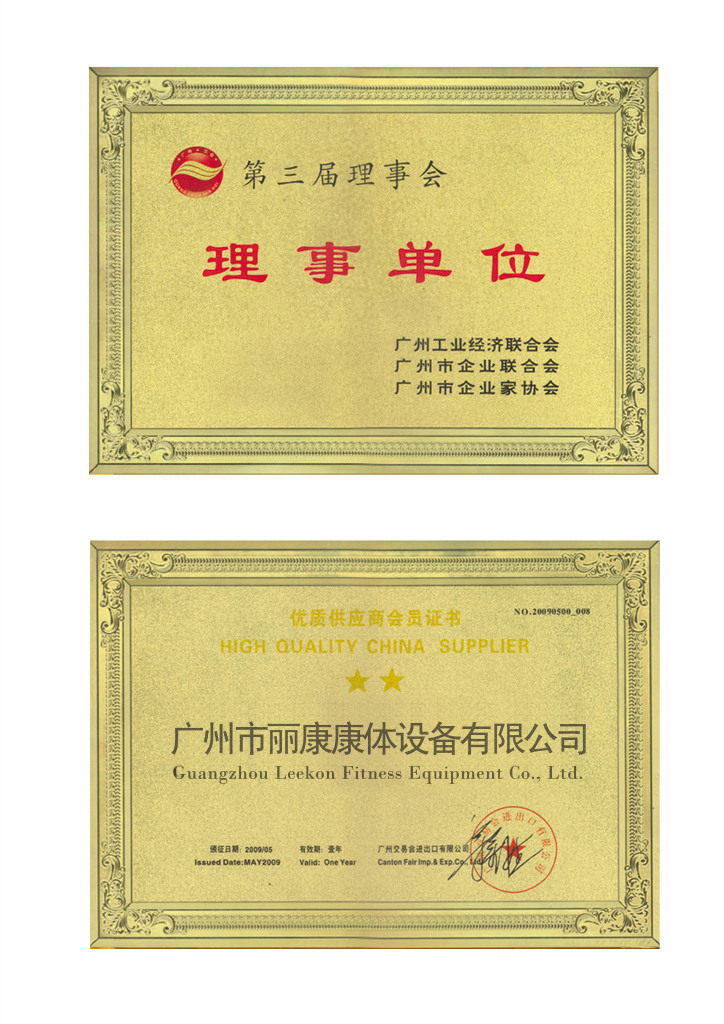 第三届理事会
理事单位
广州工业经济联合会
广州市企业联合会
广州市企业家协会
NO.20090500_008
优质供应商会员证书
HIGH QUALITY CHINA SUPPLIER
广州市丽康康体设备有限公司
Guangzhou Leekon Fitness Equipment Co., Ltd.
颁征日期: 2009/05 有效期: 壹年 广州交易会进出口有限公司
Issued Date:MAY2009 Valid: One Year Canton Fair Imp.& Exp.Co., Ltd.